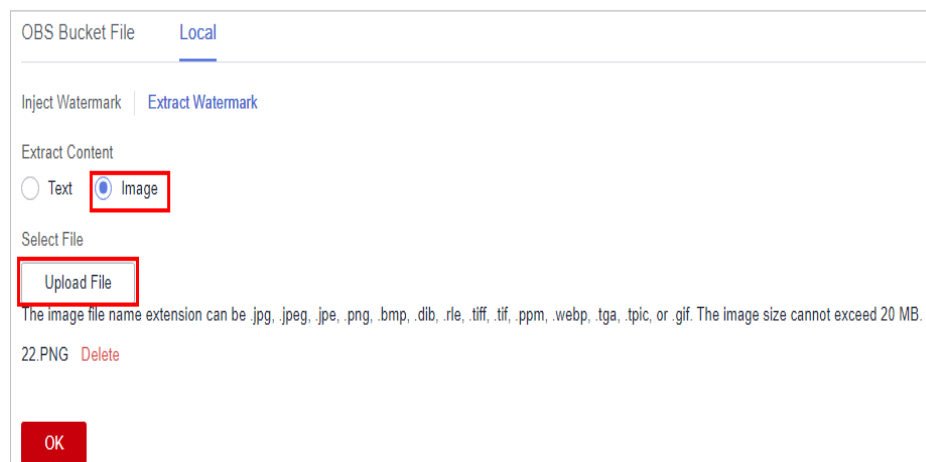 OBS Bucket File Local
Inject Watermark Extract Watermark
Extract Content
Text Image
Select File
Upload File
The image file name extension can be .jpg, .jpeg, .jpe, .png, .bmp, .dib, .rle, .tiff, .tif, .ppm, .webp, .tga, .tpic, or .gif. The image size cannot exceed 20 MB.
22.PNG Delete
OK